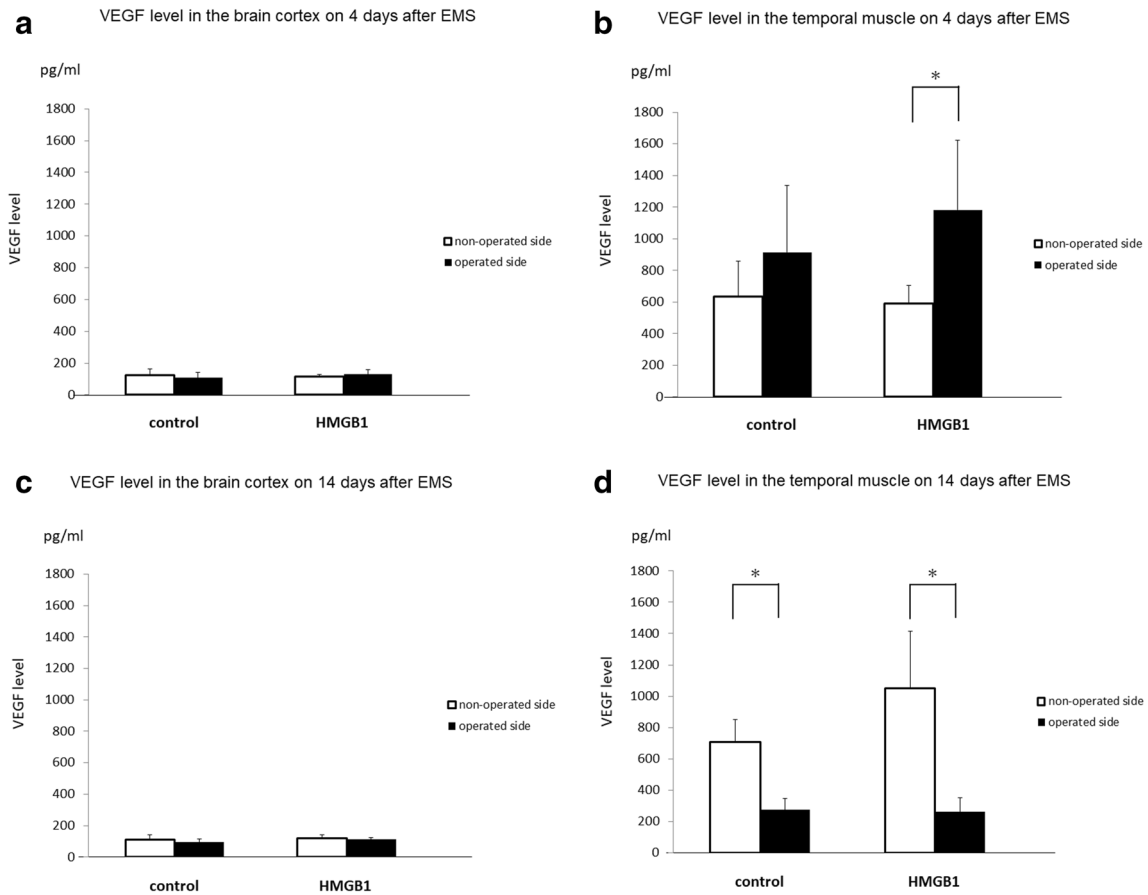 a
VEGF level in the brain cortex on 4 days after EMS
pg/ml
VEGF level
1800
1600
1400
1200
1000
800
600
400
200
0
control
HMGB1
non-operated side
operated side
b
VEGF level in the temporal muscle on 4 days after EMS
pg/ml
VEGF level
1800
1600
1400
1200
1000
800
600
400
200
0
*
control
HMGB1
non-operated side
operated side
c
VEGF level in the brain cortex on 14 days after EMS
pg/ml
VEGF level
1800
1600
1400
1200
1000
800
600
400
200
0
control
HMGB1
non-operated side
operated side
d
VEGF level in the temporal muscle on 14 days after EMS
pg/ml
VEGF level
1800
1600
1400
1200
1000
800
600
400
200
0
*
*
control
HMGB1
non-operated side
operated side